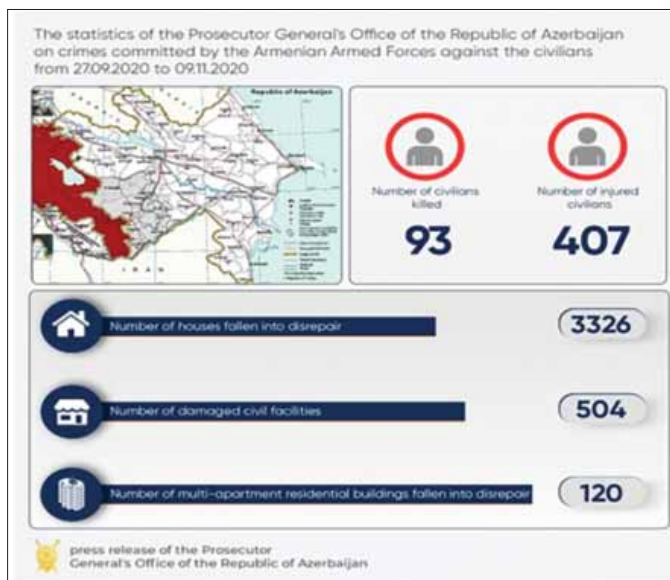 The statistics of the Prosecutor General's Office of the Republic of Azerbaijan
on crimes committed by the Armenian Armed Forces against the civilians
from 27.09.2020 to 09.11.2020
Republic of Azerbaijan
I R A N
Number of civilians
killed
93
Number of injured
civilians
407
Number of houses fallen into disrepair
3326
Number of damaged civil facilities
504
Number of multi-apartment residential buildings fallen into disrepair
120
press release of the Prosecutor
General's Office of the Republic of Azerbaijan